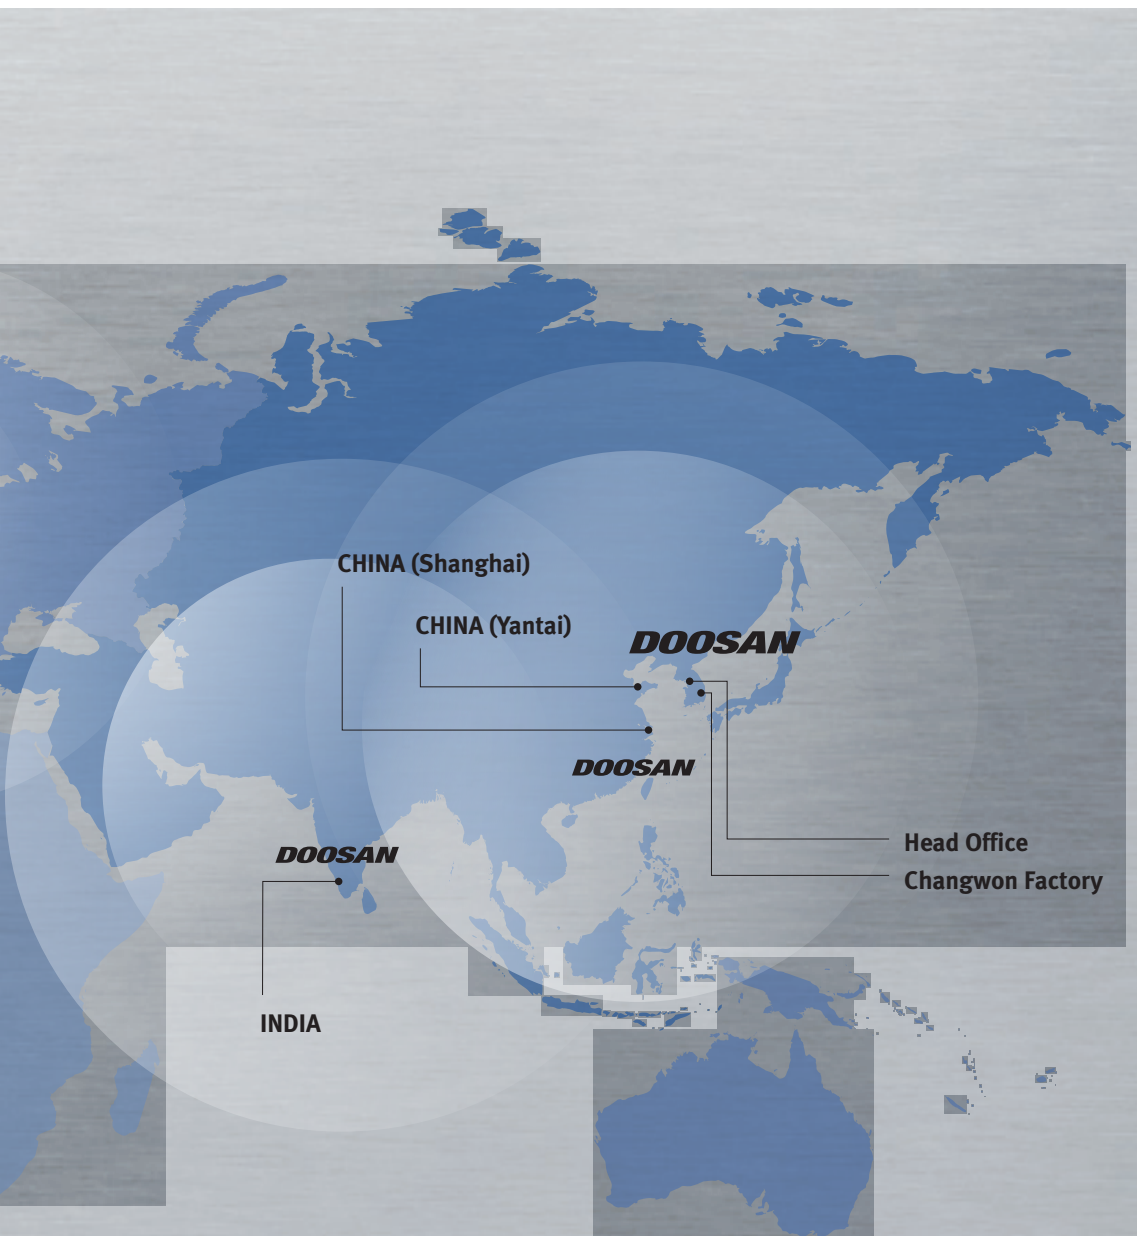 CHINA (Shanghai)
CHINA (Yantai)
DOOSAN
DOOSAN
DOOSAN
Head Office
Changwon Factory
INDIA